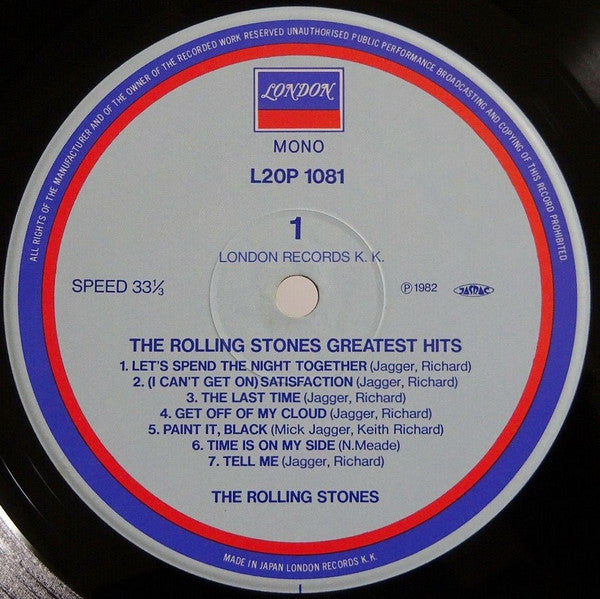 ALL RIGHTS OF THE MANUFACTURER AND OF THE OWNER OF THE RECORDED WORK RESERVED UNAUTHORISED PUBLIC PERFORMANCE BROADCASTING AND COPYING OF THIS RECORD PROHIBITED
LONDON
MONO
L20P 1081
1
LONDON RECORDS K. K.
SPEED 33⅓
℗ 1982
JASRAC
THE ROLLING STONES GREATEST HITS
1. LET'S SPEND THE NIGHT TOGETHER (Jagger, Richard)
2. (I CAN'T GET ON) SATISFACTION (Jagger, Richard)
3. THE LAST TIME (Jagger, Richard)
4. GET OFF OF MY CLOUD (Jagger, Richard)
5. PAINT IT, BLACK (Mick Jagger, Keith Richard)
6. TIME IS ON MY SIDE (N.Meade)
7. TELL ME (Jagger, Richard)
THE ROLLING STONES
MADE IN JAPAN LONDON RECORDS K. K.